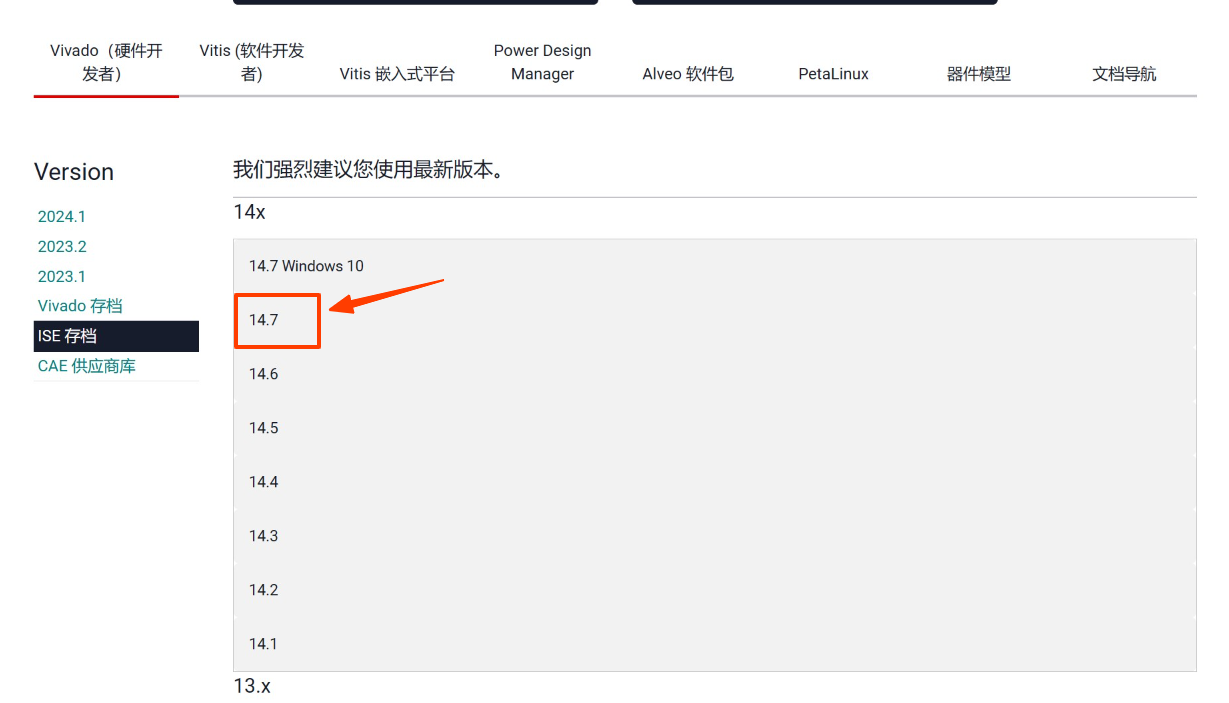 Vivado（硬件开
发者）
Vitis (软件开发
者)
Vitis 嵌入式平台
Power Design
Manager
Alveo 软件包
PetaLinux
器件模型
文档导航
Version
2024.1
2023.2
2023.1
Vivado 存档
ISE 存档
CAE 供应商库
我们强烈建议您使用最新版本。
14x
14.7 Windows 10
14.7
14.6
14.5
14.4
14.3
14.2
14.1
13.x